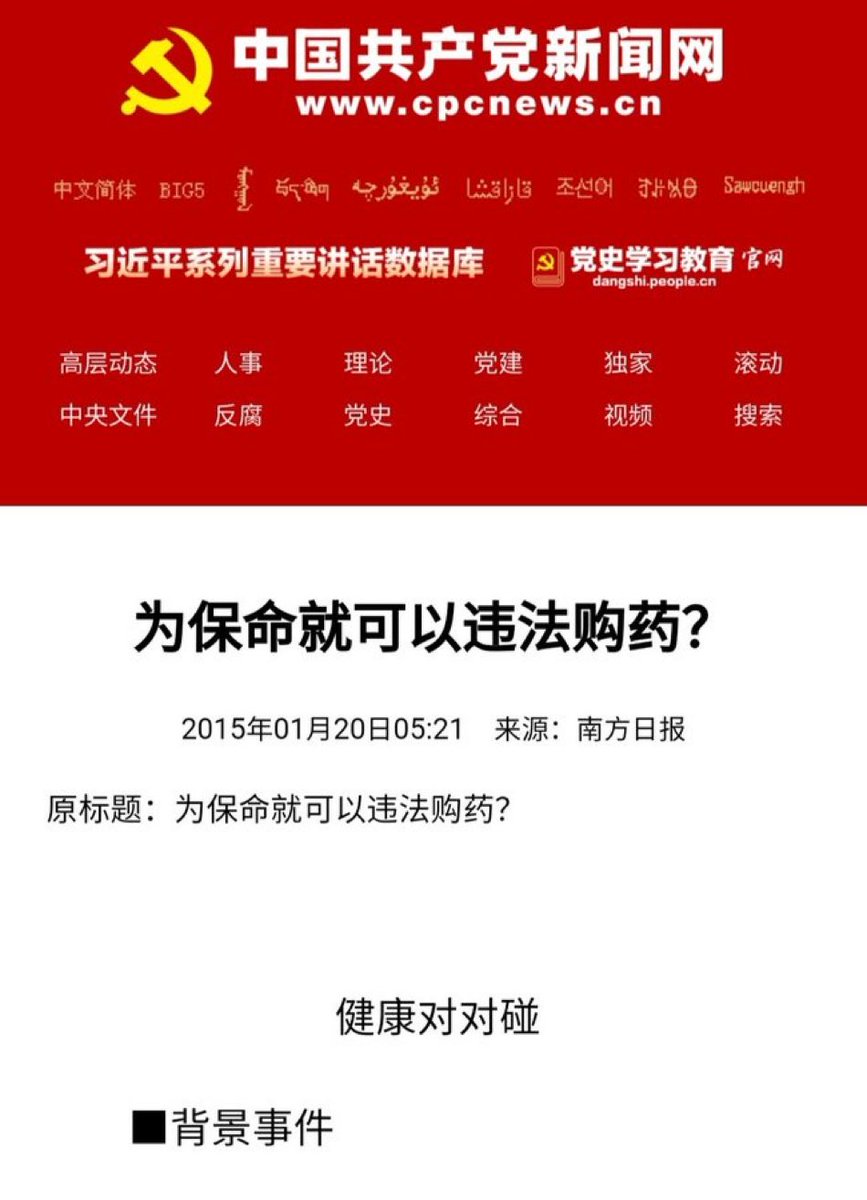 中国共产党新闻网
www.cpcnews.cn
中文简体 BIG5 ئۇيغۇرچە قازاقشا 조선어 Sawcuengh
习近平系列重要讲话数据库 党史学习教育 官网
dangshi.people.cn
高层动态 人事 理论 党建 独家 滚动
中央文件 反腐 党史 综合 视频 搜索
为保命就可以违法购药?
2015年01月20日05:21 来源：南方日报
原标题：为保命就可以违法购药?
健康对对碰
■背景事件